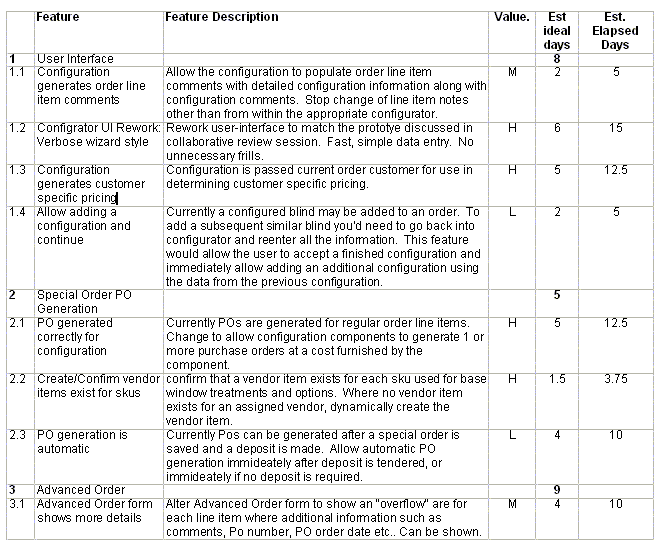 Feature Feature Description Value. Est ideal days Est. Elapsed Days
1 User Interface 8
1.1 Configuration generates order line item comments Allow the configuration to populate order line item M 2 5
comments with detailed configuration information along with
configuration comments. Stop change of line item notes
other than from within the appropriate configurator.
1.2 Configrator UI Rework: Verbose wizard style Rework user-interface to match the prototye discussed in H 6 15
collaborative review session. Fast, simple data entry. No
unnecessary frills.
1.3 Configuration generates customer specific pricing Configuration is passed current order customer for use in H 5 12.5
determining customer specific pricing.
1.4 Allow adding a configuration and continue Currently a configured blind may be added to an order. To L 2 5
add a subsequent similar blind you'd need to go back into
configurator and reenter all the information. This feature
would allow the user to accept a finished configuration and
immediately allow adding an additional configuration using
the data from the previous configuration.
2 Special Order PO Generation 5
2.1 PO generated correctly for configuration Currently POs are generated for regular order line items. H 5 12.5
Change to allow configuration components to generate 1 or
more purchase orders at a cost furnished by the
component.
2.2 Create/Confirm vendor items exist for skus confirm that a vendor item exists for each sku used for base H 1.5 3.75
window treatments and options. Where no vendor item
exists for an assigned vendor, dynamically create the
vendor item.
2.3 PO generation is automatic Currently Pos can be generated after a special order is L 4 10
saved and a deposit is made. Allow automatic PO
generation immideately after deposit is tendered, or
immideately if no deposit is required.
3 Advanced Order 9
3.1 Advanced Order form shows more details Alter Advanced Order form to show an "overflow" are for M 4 10
each line item where additional information such as
comments, Po number, PO order date etc.. Can be shown.